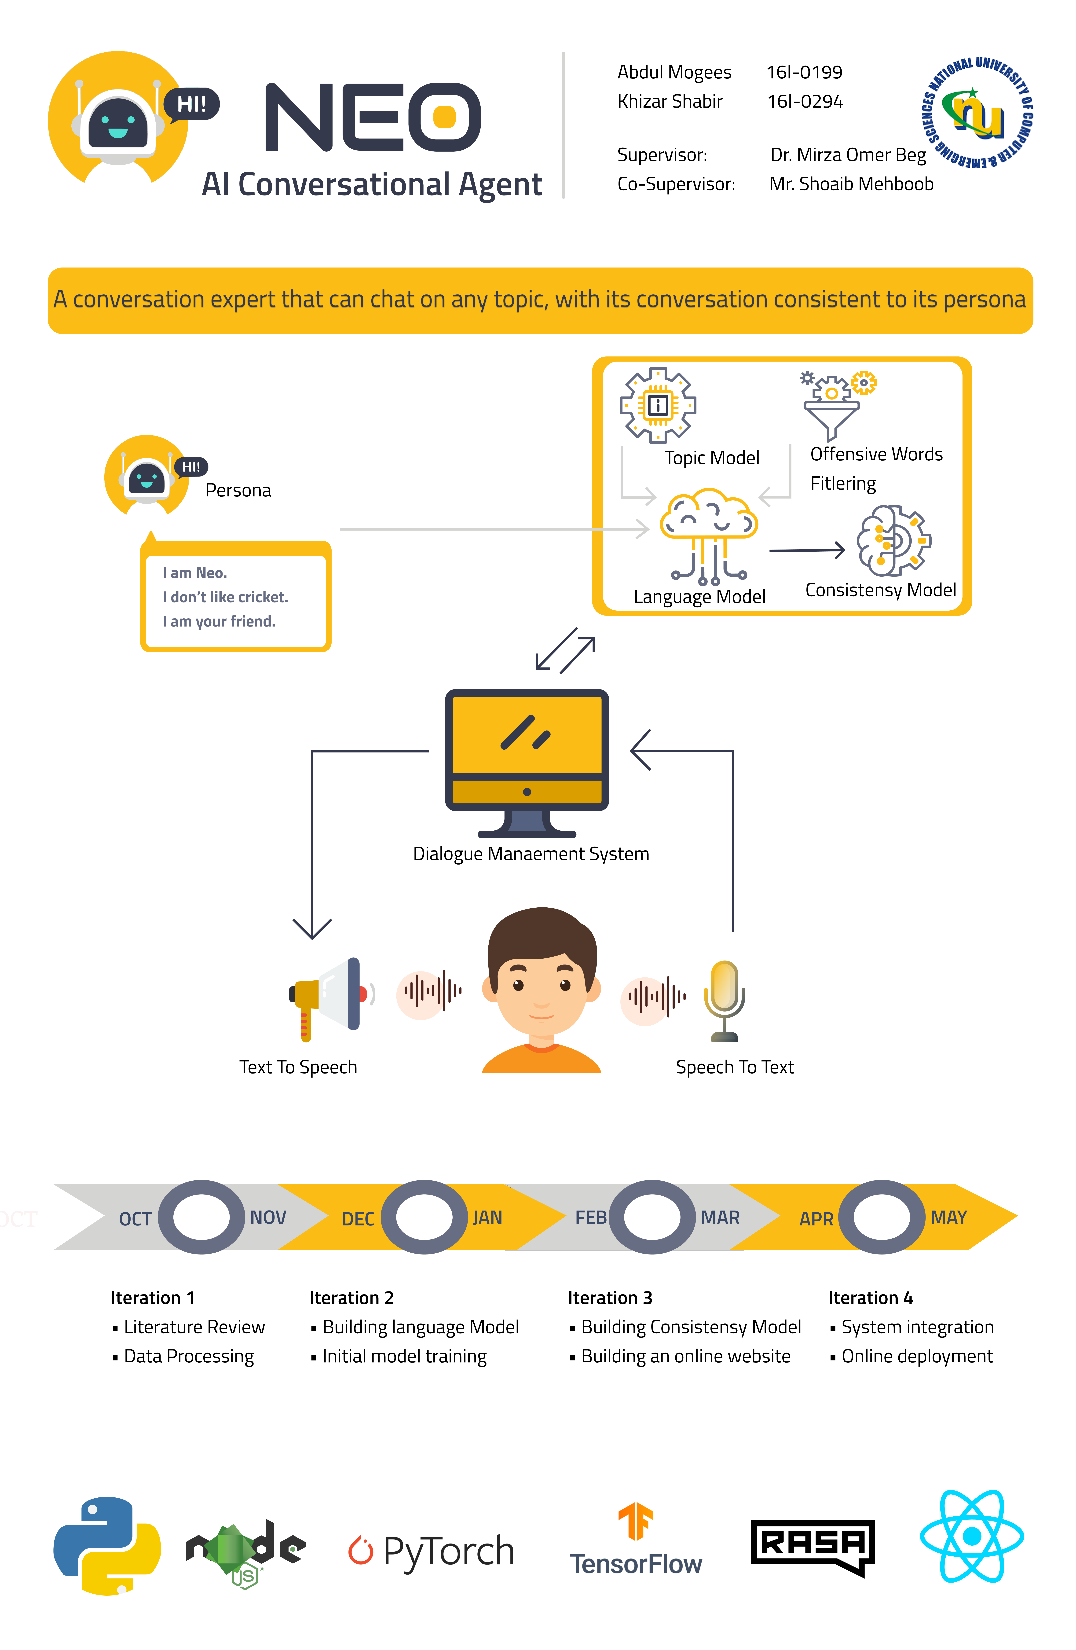 HI!
NEO
AI Conversational Agent
Abdul Mogees 16I-0199
Khizar Shabir 16I-0294
Supervisor: Dr. Mirza Omer Beg
Co-Supervisor: Mr. Shoaib Mehboob
NATIONAL UNIVERSITY OF COMPUTER & EMERGING SCIENCES
nu
A conversation expert that can chat on any topic, with its conversation consistent to its persona
Topic Model
Offensive Words
Fitlering
HI!
Persona
I am Neo.
I don't like cricket.
I am your friend.
Language Model
Consistensy Model
Dialogue Manaement System
Text To Speech
Speech To Text
OCT
OCT
NOV
DEC
JAN
FEB
MAR
APR
MAY
Iteration 1
▪ Literature Review
▪ Data Processing
Iteration 2
▪ Building language Model
▪ Initial model training
Iteration 3
▪ Building Consistensy Model
▪ Building an online website
Iteration 4
▪ System integration
▪ Online deployment
node
JS
PyTorch
TensorFlow
RASA